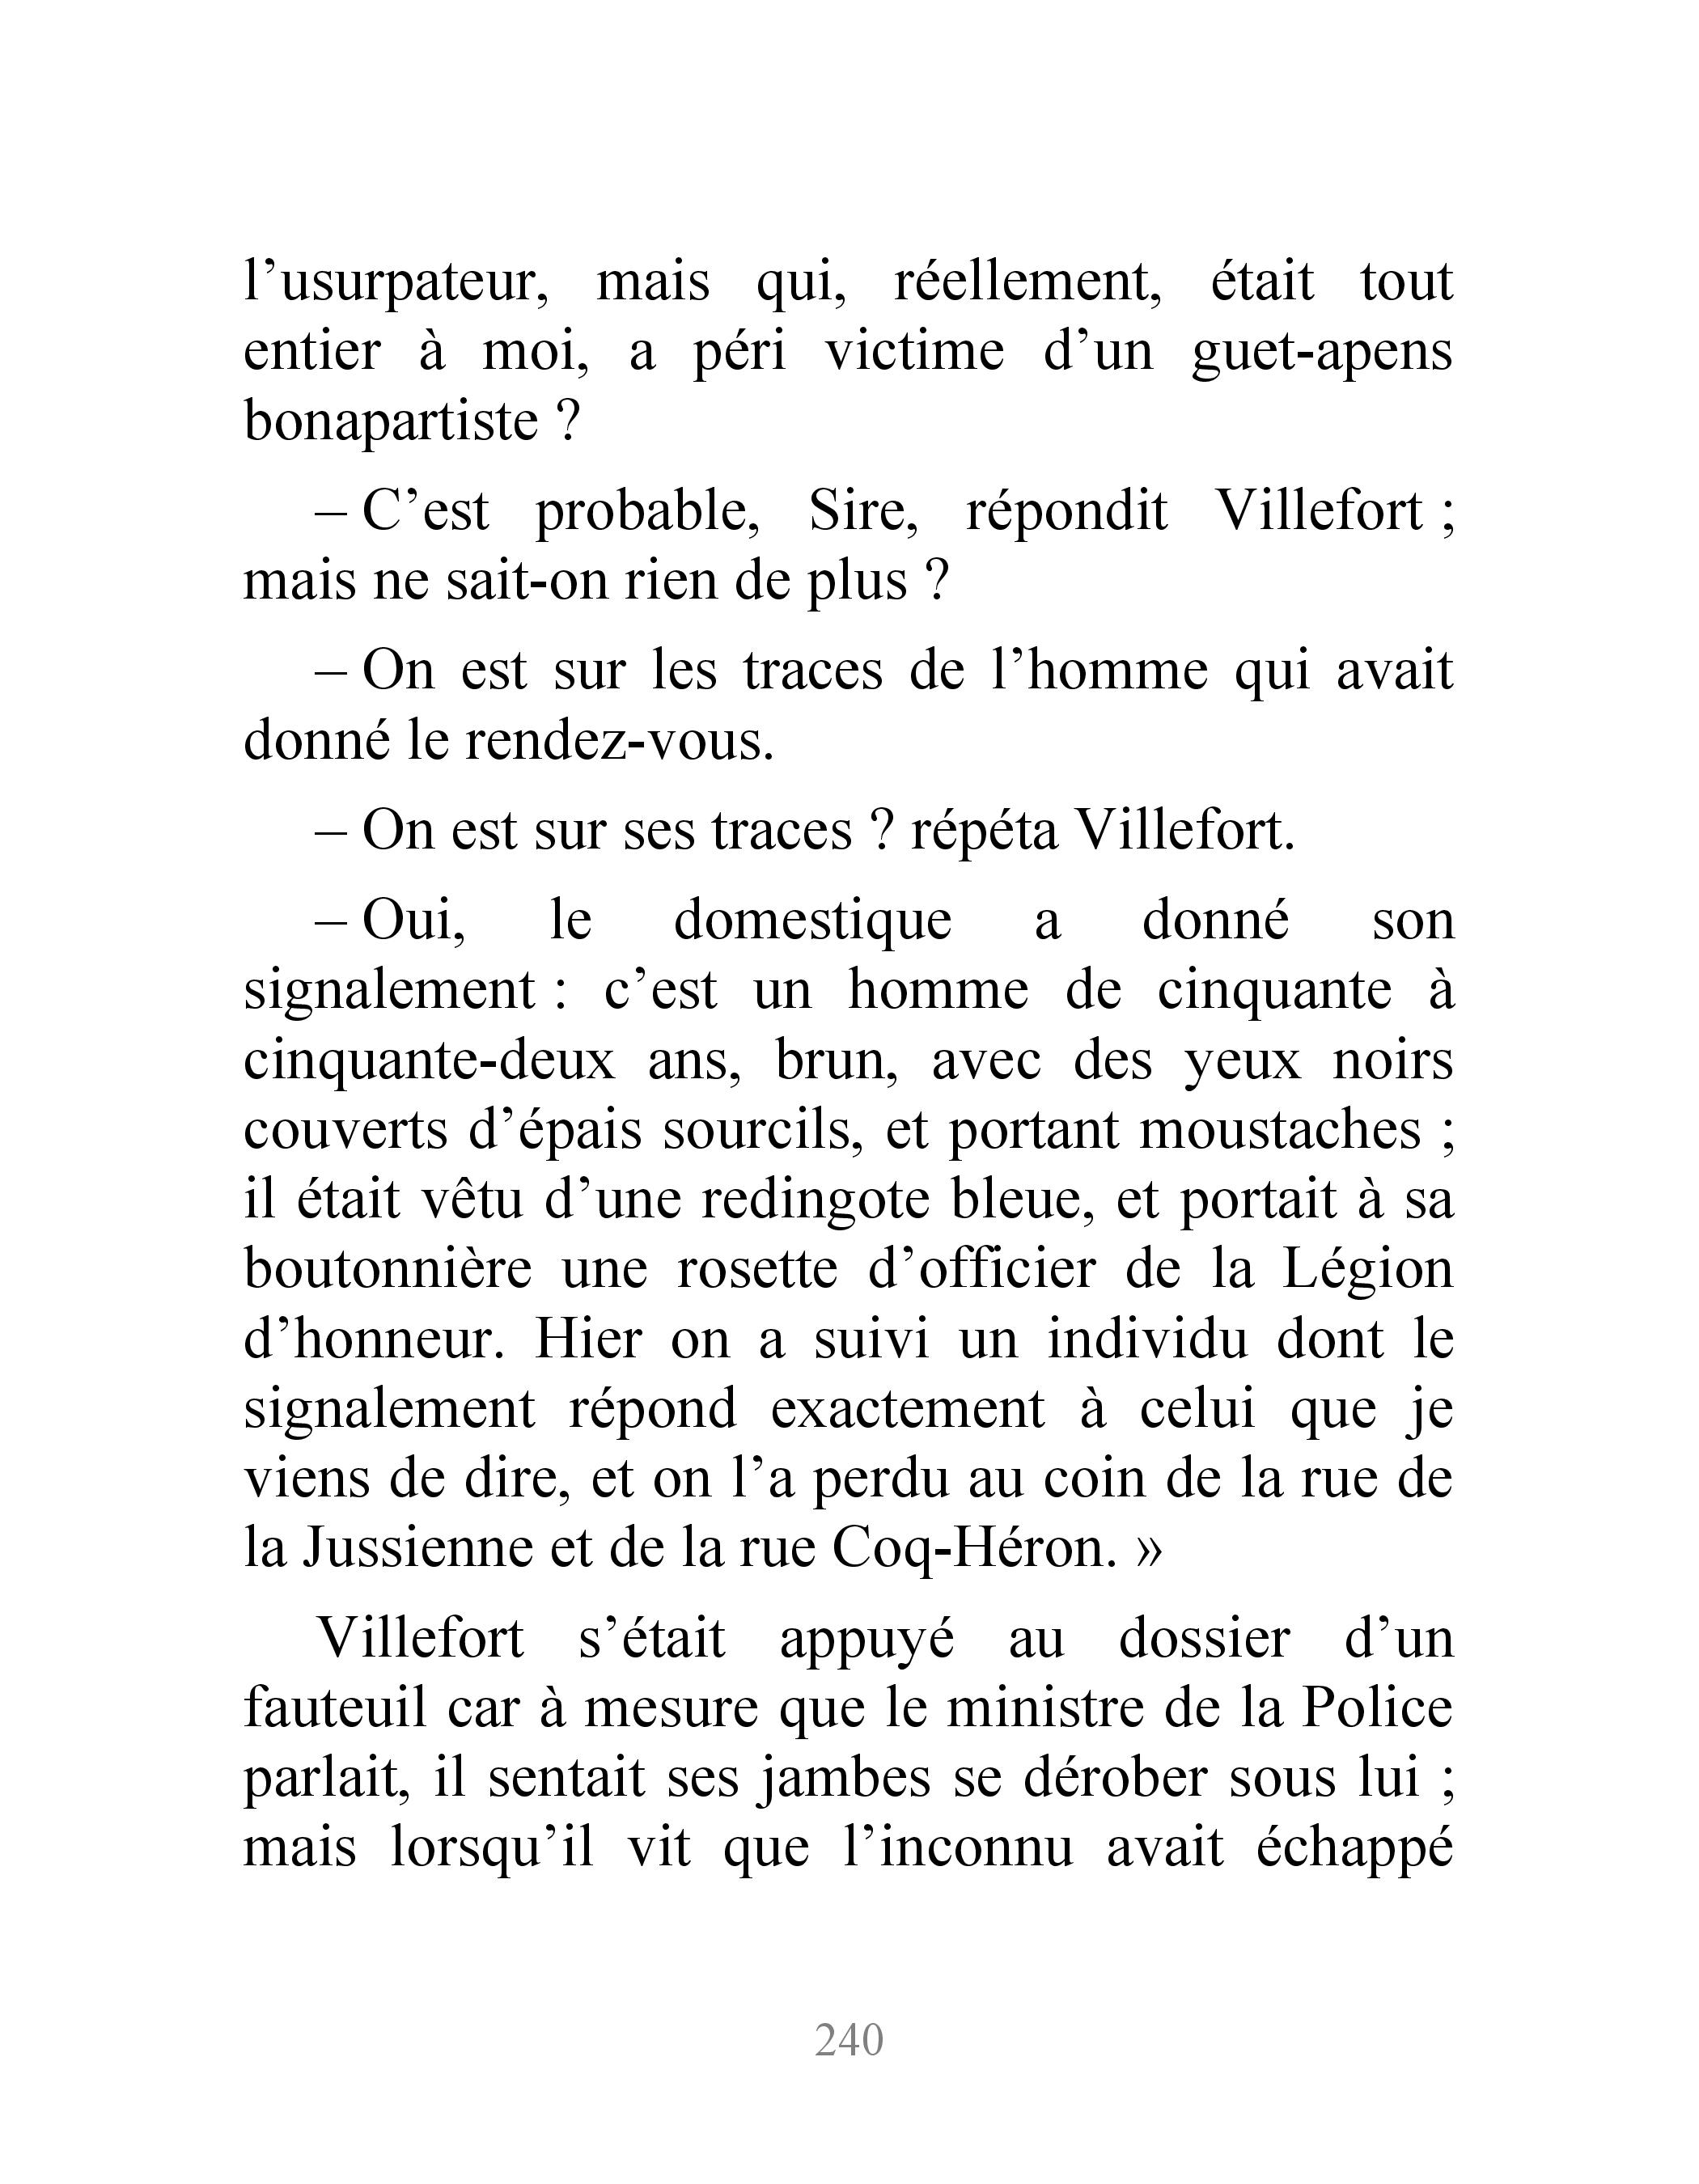 l’usurpateur, mais qui, réellement, était tout
entier à moi, a péri victime d’un guet-apens
bonapartiste ?
– C’est probable, Sire, répondit Villefort ;
mais ne sait-on rien de plus ?
– On est sur les traces de l’homme qui avait
donné le rendez-vous.
– On est sur ses traces ? répéta Villefort.
– Oui, le domestique a donné son
signalement : c’est un homme de cinquante à
cinquante-deux ans, brun, avec des yeux noirs
couverts d’épais sourcils, et portant moustaches ;
il était vêtu d’une redingote bleue, et portait à sa
boutonnière une rosette d’officier de la Légion
d’honneur. Hier on a suivi un individu dont le
signalement répond exactement à celui que je
viens de dire, et on l’a perdu au coin de la rue de
la Jussienne et de la rue Coq-Héron. »
Villefort s’était appuyé au dossier d’un
fauteuil car à mesure que le ministre de la Police
parlait, il sentait ses jambes se dérober sous lui ;
mais lorsqu’il vit que l’inconnu avait échappé
240